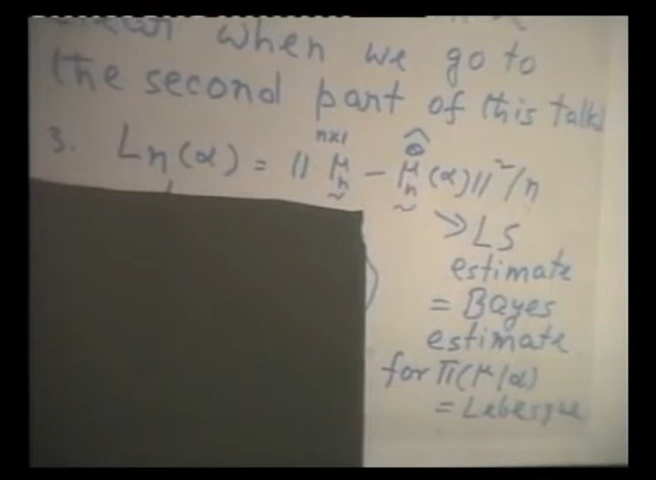 when we go to
the second part of this talk
3. Ln(α) = || μn − μ̂n(α)||²/n
n×1
LS
estimate
= Bayes
estimate
for Π(μ|α)
= Lebesgue